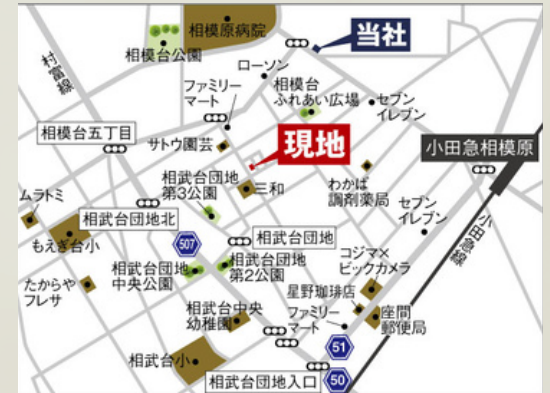 相模原病院
当社
相模台公園
村富線
ローソン
ファミリー
マート
相模台
ふれあい広場
セブン
イレブン
相模台五丁目
サトウ園芸
現地
小田急相模原
相武台団地
第3公園
三和
わかば
調剤薬局
ムラトミ
相武台団地北
セブン
イレブン
もえぎ台小
507
相武台団地
小田急線
コジマ×
ビックカメラ
たからや
フレサ
相武台団地
中央公園
相武台団地
第2公園
星野珈琲店
相武台中央
幼稚園
ファミリー
マート
座間
郵便局
51
相武台小
相武台団地入口
50